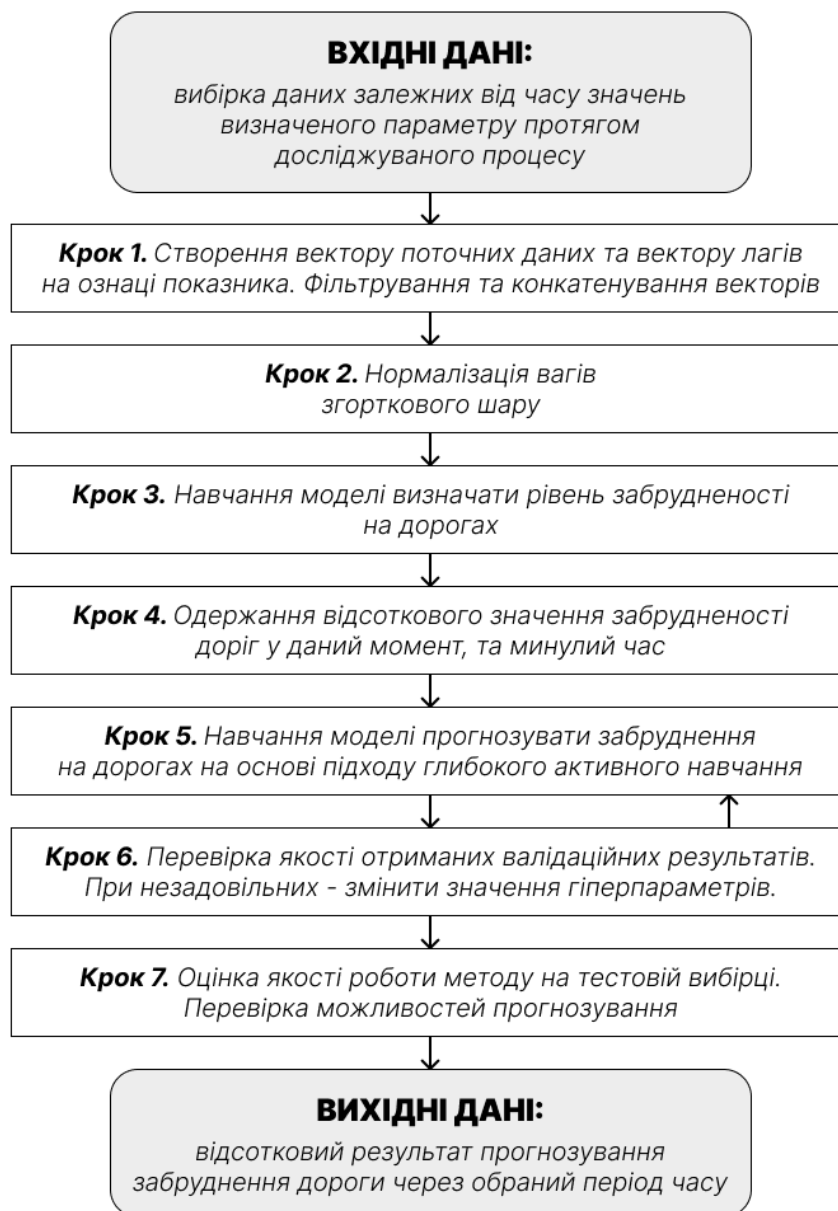 ВХІДНІ ДАНІ:
вибірка даних залежних від часу значень
визначеного параметру протягом
досліджуваного процесу
Крок 1. Створення вектору поточних даних та вектору лагів
на ознаці показника. Фільтрування та конкатенування векторів
Крок 2. Нормалізація вагів
згорткового шару
Крок 3. Навчання моделі визначати рівень забрудненості
на дорогах
Крок 4. Одержання відсоткового значення забрудненості
доріг у даний момент, та минулий час
Крок 5. Навчання моделі прогнозувати забруднення
на дорогах на основі підходу глибокого активного навчання
Крок 6. Перевірка якості отриманих валідаційних результатів.
При незадовільних - змінити значення гіперпараметрів.
Крок 7. Оцінка якості роботи методу на тестовій вибірці.
Перевірка можливостей прогнозування
ВИХІДНІ ДАНІ:
відсотковий результат прогнозування
забруднення дороги через обраний період часу